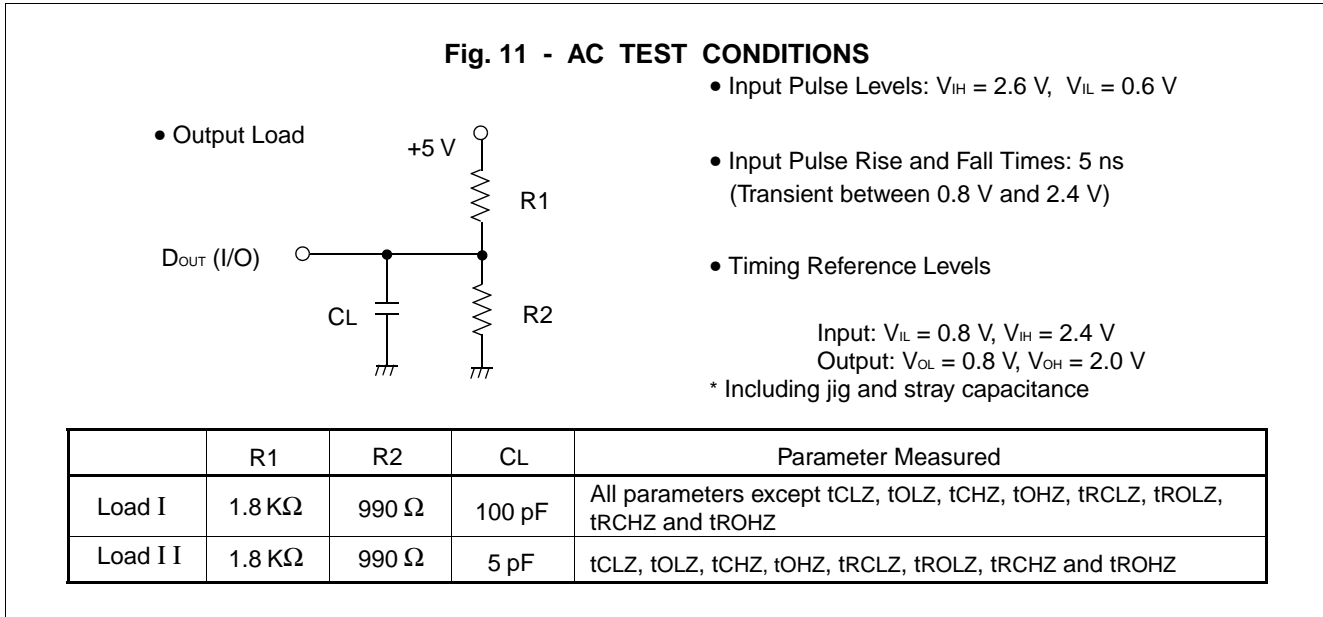 Fig. 11 - AC TEST CONDITIONS
• Output Load
+5 V
R1
DOUT (I/O)
CL
R2
• Input Pulse Levels: VIH = 2.6 V, VIL = 0.6 V
• Input Pulse Rise and Fall Times: 5 ns
(Transient between 0.8 V and 2.4 V)
• Timing Reference Levels
Input: VIL = 0.8 V, VIH = 2.4 V
Output: VOL = 0.8 V, VOH = 2.0 V
* Including jig and stray capacitance
R1 R2 CL Parameter Measured
Load I 1.8 KΩ 990 Ω 100 pF All parameters except tCLZ, tOLZ, tCHZ, tOHZ, tRCLZ, tROLZ,
tRCHZ and tROHZ
Load I I 1.8 KΩ 990 Ω 5 pF tCLZ, tOLZ, tCHZ, tOHZ, tRCLZ, tROLZ, tRCHZ and tROHZ